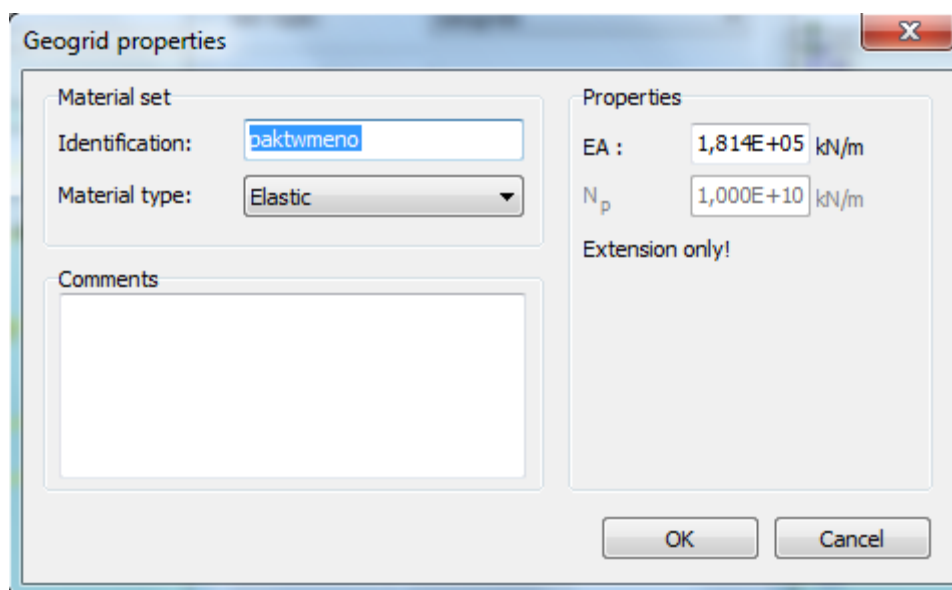 Geogrid properties
Material set
Identification: paktwmeno
Material type: Elastic
Comments
Properties
EA : 1,814E+05 kN/m
Np 1,000E+10 kN/m
Extension only!
OK Cancel